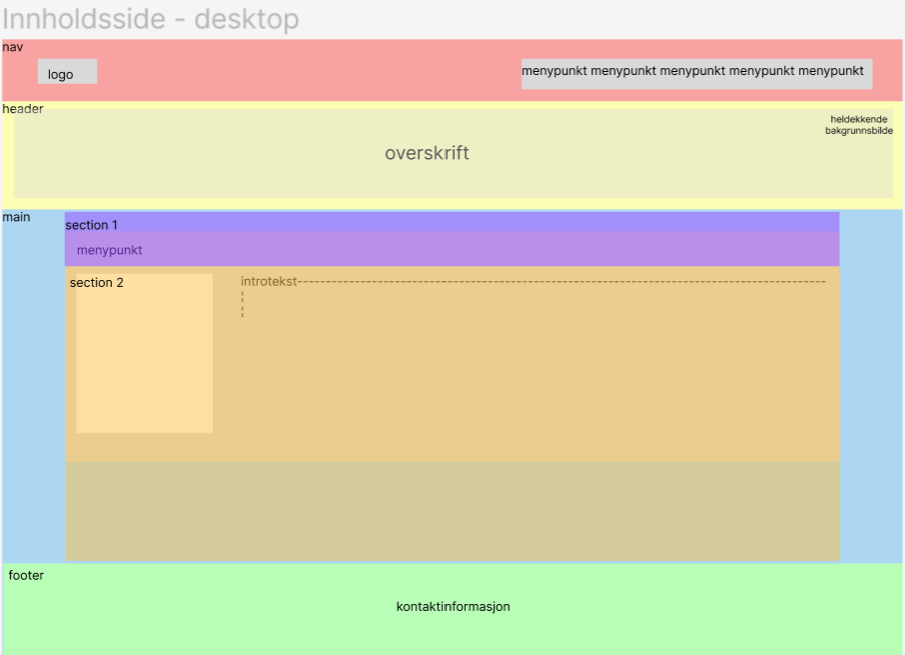 Innholdsside - desktop
nav
logo
menypunkt menypunkt menypunkt menypunkt menypunkt
header
heldekkende
bakgrunnsbilde
overskrift
main
section 1
menypunkt
section 2
introtekst
footer
kontaktinformasjon